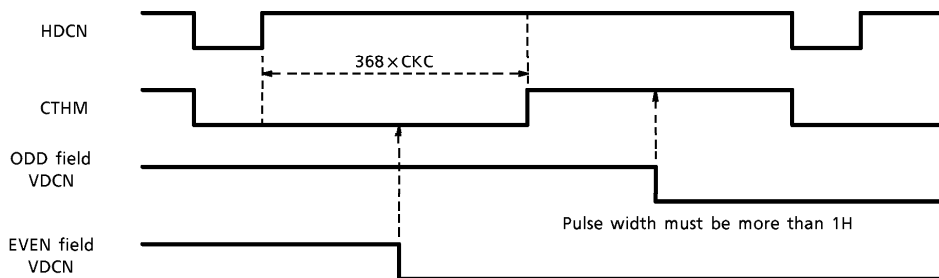 HDCN
368×CKC
CTHM
ODD field
VDCN
Pulse width must be more than 1H
EVEN field
VDCN